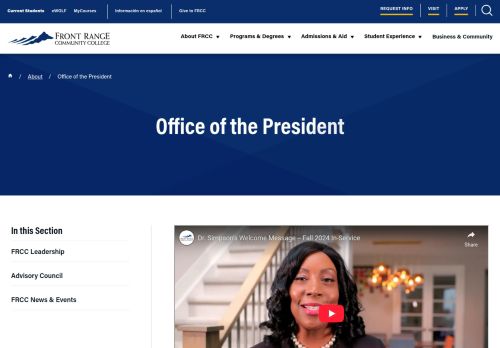 Current Students eWOLF MyCourses Información en español Give to FRCC REQUEST INFO VISIT APPLY
FRONT RANGE
COMMUNITY COLLEGE
About FRCC Programs & Degrees Admissions & Aid Student Experience Business & Community
/ About / Office of the President
Office of the President
In this Section
FRCC Leadership
Advisory Council
FRCC News & Events
Dr. Simpson's Welcome Message – Fall 2024 In-Service
Share